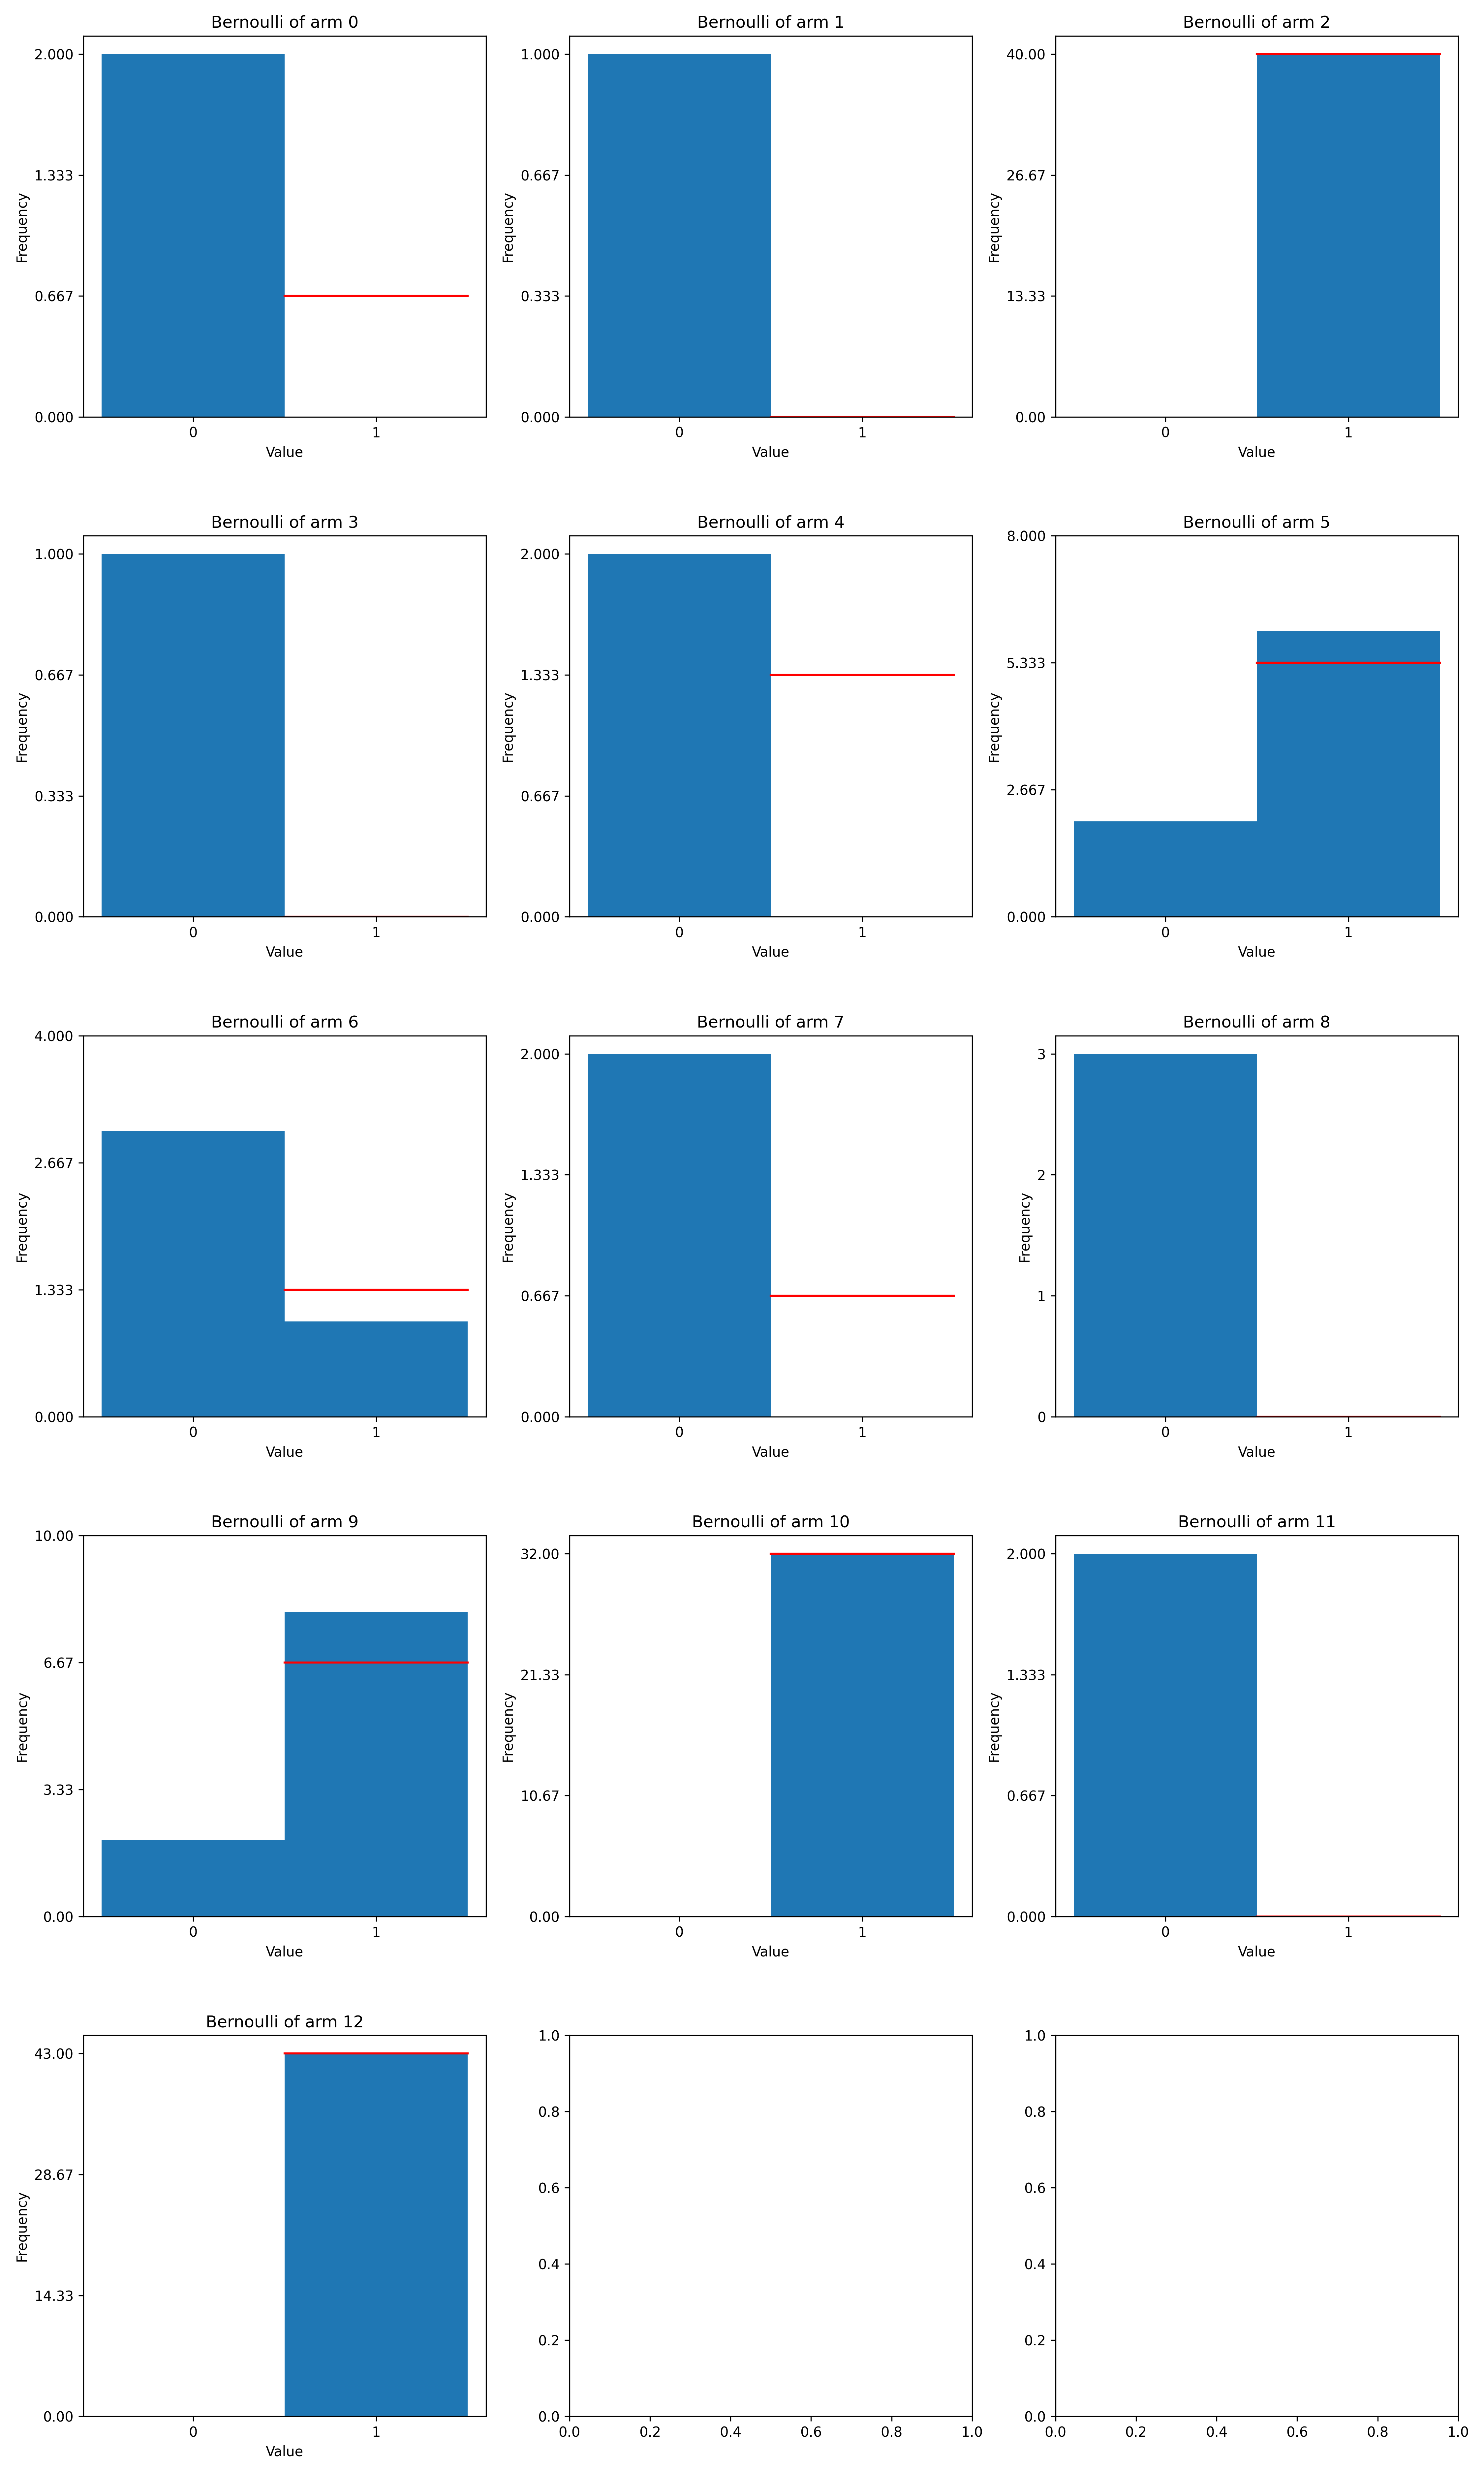 Bernoulli of arm 0
2.000
1.333
0.667
0.000
Frequency
0 1
Value
Bernoulli of arm 1
1.000
0.667
0.333
0.000
Frequency
0 1
Value
Bernoulli of arm 2
40.00
26.67
13.33
0.00
Frequency
0 1
Value
Bernoulli of arm 3
1.000
0.667
0.333
0.000
Frequency
0 1
Value
Bernoulli of arm 4
2.000
1.333
0.667
0.000
Frequency
0 1
Value
Bernoulli of arm 5
8.000
5.333
2.667
0.000
Frequency
0 1
Value
Bernoulli of arm 6
4.000
2.667
1.333
0.000
Frequency
0 1
Value
Bernoulli of arm 7
2.000
1.333
0.667
0.000
Frequency
0 1
Value
Bernoulli of arm 8
3
2
1
0
Frequency
0 1
Value
Bernoulli of arm 9
10.00
6.67
3.33
0.00
Frequency
0 1
Value
Bernoulli of arm 10
32.00
21.33
10.67
0.00
Frequency
0 1
Value
Bernoulli of arm 11
2.000
1.333
0.667
0.000
Frequency
0 1
Value
Bernoulli of arm 12
43.00
28.67
14.33
0.00
Frequency
0 1
Value
1.0
0.8
0.6
0.4
0.2
0.0
0.0 0.2 0.4 0.6 0.8 1.0
1.0
0.8
0.6
0.4
0.2
0.0
0.0 0.2 0.4 0.6 0.8 1.0